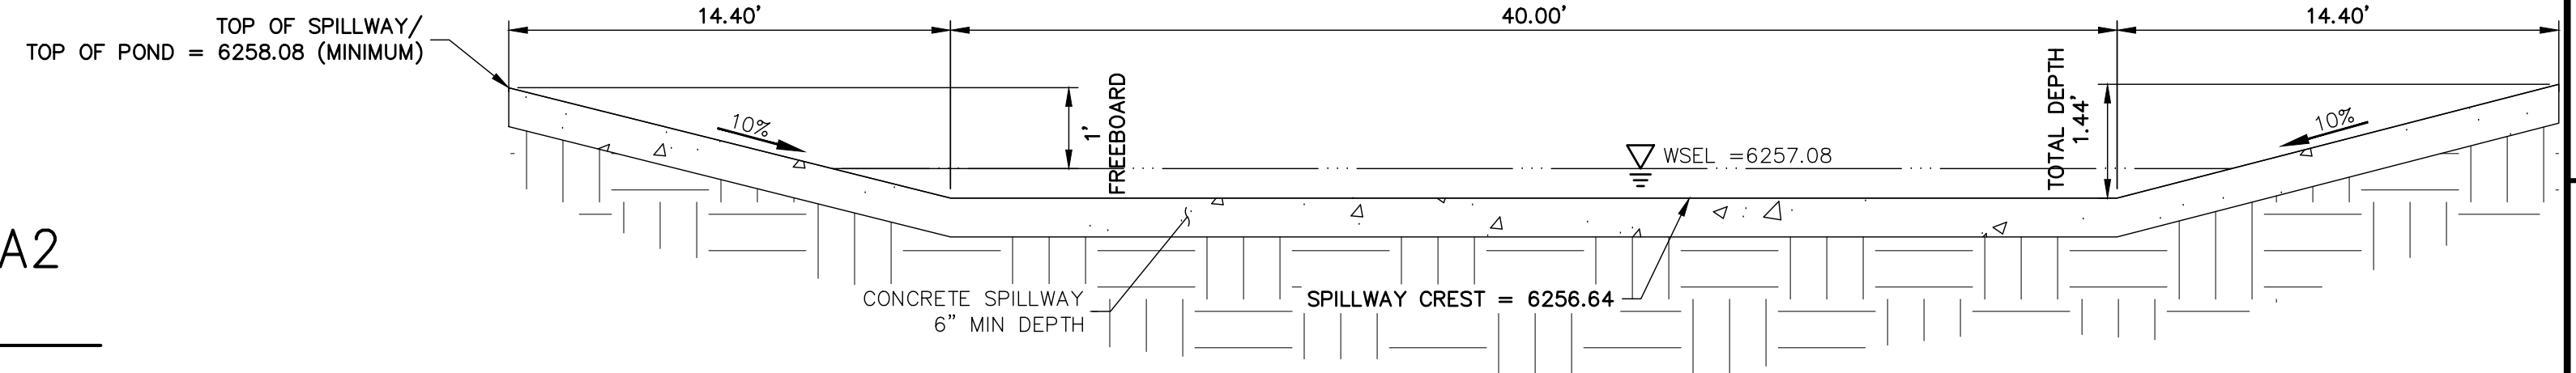 14.40'
40.00'
14.40'
TOP OF SPILLWAY/
TOP OF POND = 6258.08 (MINIMUM)
10%
1'
FREEBOARD
WSEL =6257.08
TOTAL DEPTH
1.44'
10%
A2
CONCRETE SPILLWAY
6" MIN DEPTH
SPILLWAY CREST = 6256.64